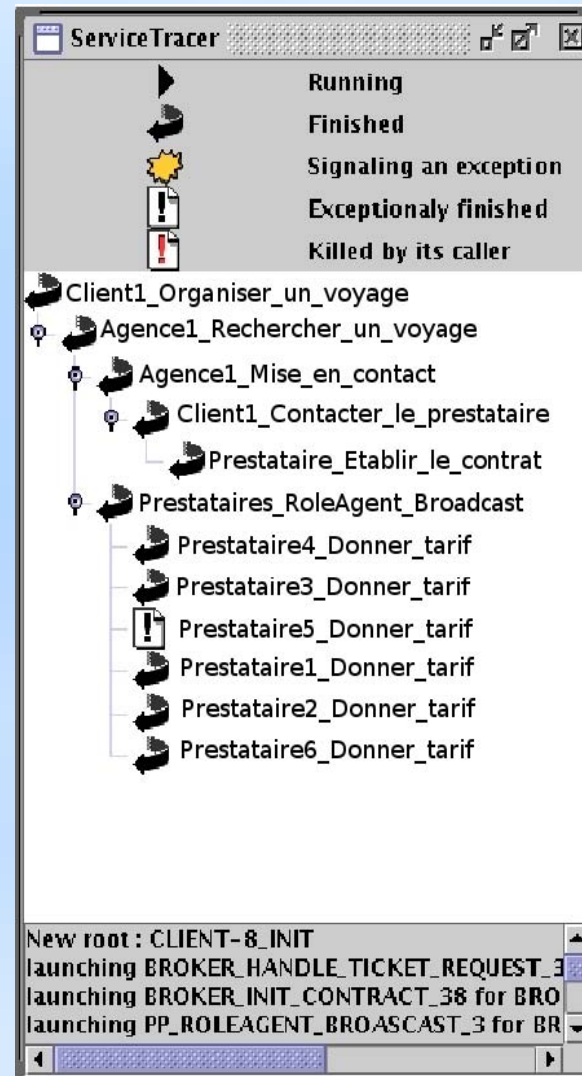 ServiceTracer
Running
Finished
Signaling an exception
Exceptionaly finished
Killed by its caller
Client1_Organiser_un_voyage
Agence1_Rechercher_un_voyage
Agence1_Mise_en_contact
Client1_Contacter_le_prestataire
Prestataire_Etablir_le_contrat
Prestataires_RoleAgent_Broadcast
Prestataire4_Donner_tarif
Prestataire3_Donner_tarif
Prestataire5_Donner_tarif
Prestataire1_Donner_tarif
Prestataire2_Donner_tarif
Prestataire6_Donner_tarif
New root : CLIENT-8_INIT
launching BROKER_HANDLE_TICKET_REQUEST_3
launching BROKER_INIT_CONTRACT_38 for BRO
launching PP_ROLEAGENT_BROASCAST_3 for BR